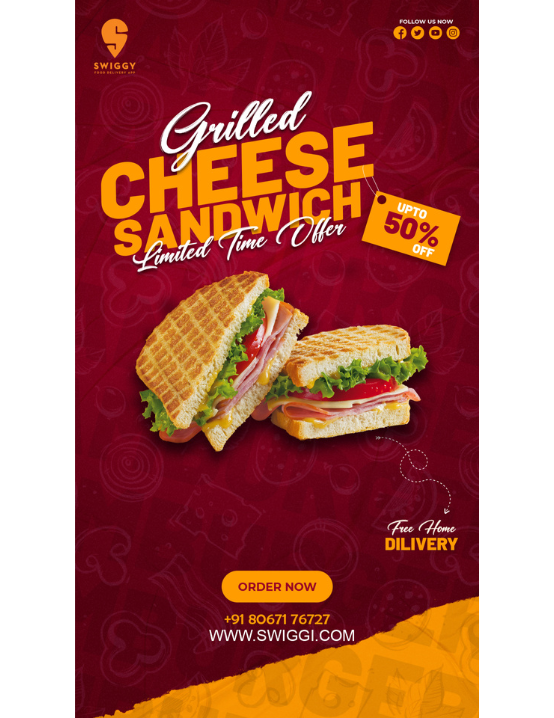 SWIGGY
FOOD DELIVERY APP
FOLLOW US NOW
Grilled
CHEESE
SANDWICH
Limited Time Offer
UPTO
50%
OFF
Free Home
DILIVERY
ORDER NOW
+91 80671 76727
WWW.SWIGGI.COM